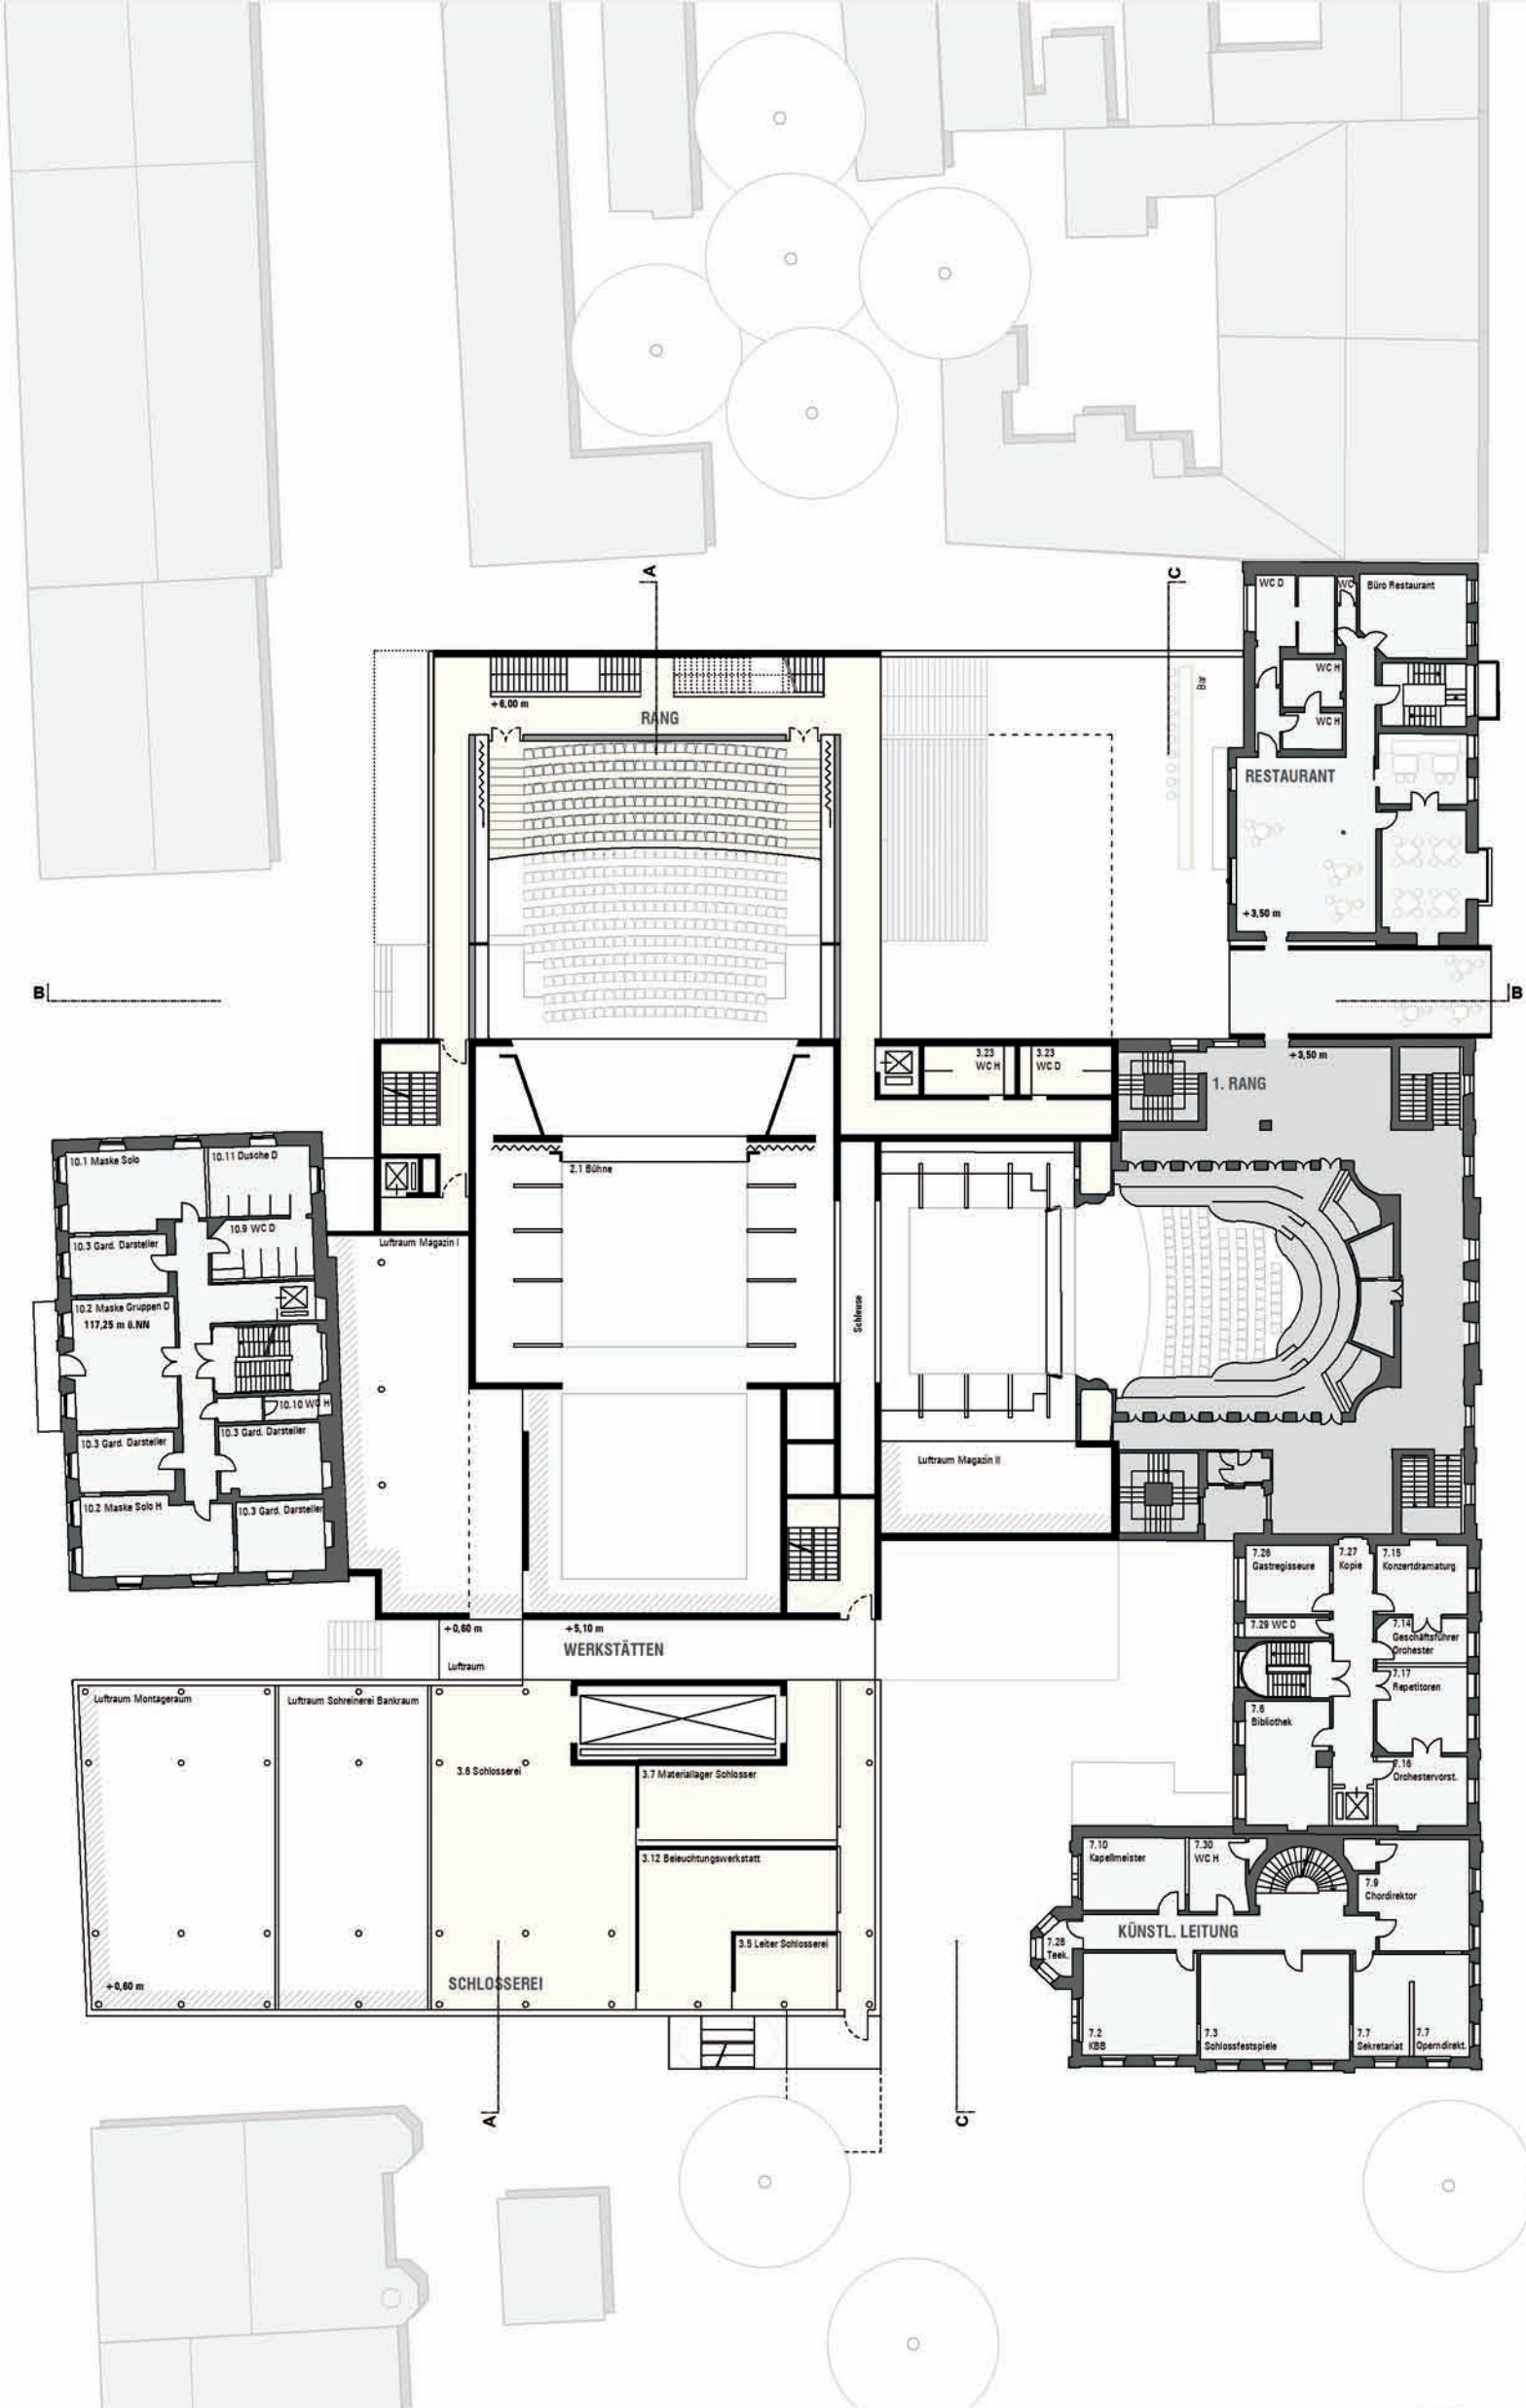 A
C
WC D
WC
Büro Restaurant
WC H
Bar
+6,00 m
RANG
WC H
RESTAURANT
+3,50 m
B
B
3.23
WC H
3.23
WC D
+3,50 m
1. RANG
10.1 Maske Solo
10.11 Dusche D
2.1 Bühne
10.9 WC D
10.3 Gard. Darsteller
Luftraum Magazin I
10.2 Maske Gruppen D
117,25 m ü.NN
Schleuse
10.10 WC H
10.3 Gard. Darsteller
10.3 Gard. Darsteller
Luftraum Magazin II
10.2 Maske Solo H
10.3 Gard. Darsteller
7.26
Gastregisseure
7.27
Kopie
7.15
Konzertdramaturg
+0,60 m
+5,10 m
WERKSTÄTTEN
7.29 WC D
7.14
Geschäftsführer
Orchester
Luftraum
7.17
Repetitoren
Luftraum Montageraum
Luftraum Schreinerei Bankraum
7.6
Bibliothek
3.6 Schlosserei
3.7 Materiallager Schlosser
7.16
Orchestervorst.
3.12 Beleuchtungswerkstatt
7.10
Kapellmeister
7.30
WC H
7.9
Chordirektor
KÜNSTL. LEITUNG
3.5 Leiter Schlosserei
7.28
Teek.
+0,60 m
SCHLOSSEREI
7.2
KBB
7.3
Schlossfestspiele
7.7
Sekretariat
7.7
Operndirekt.
A
C